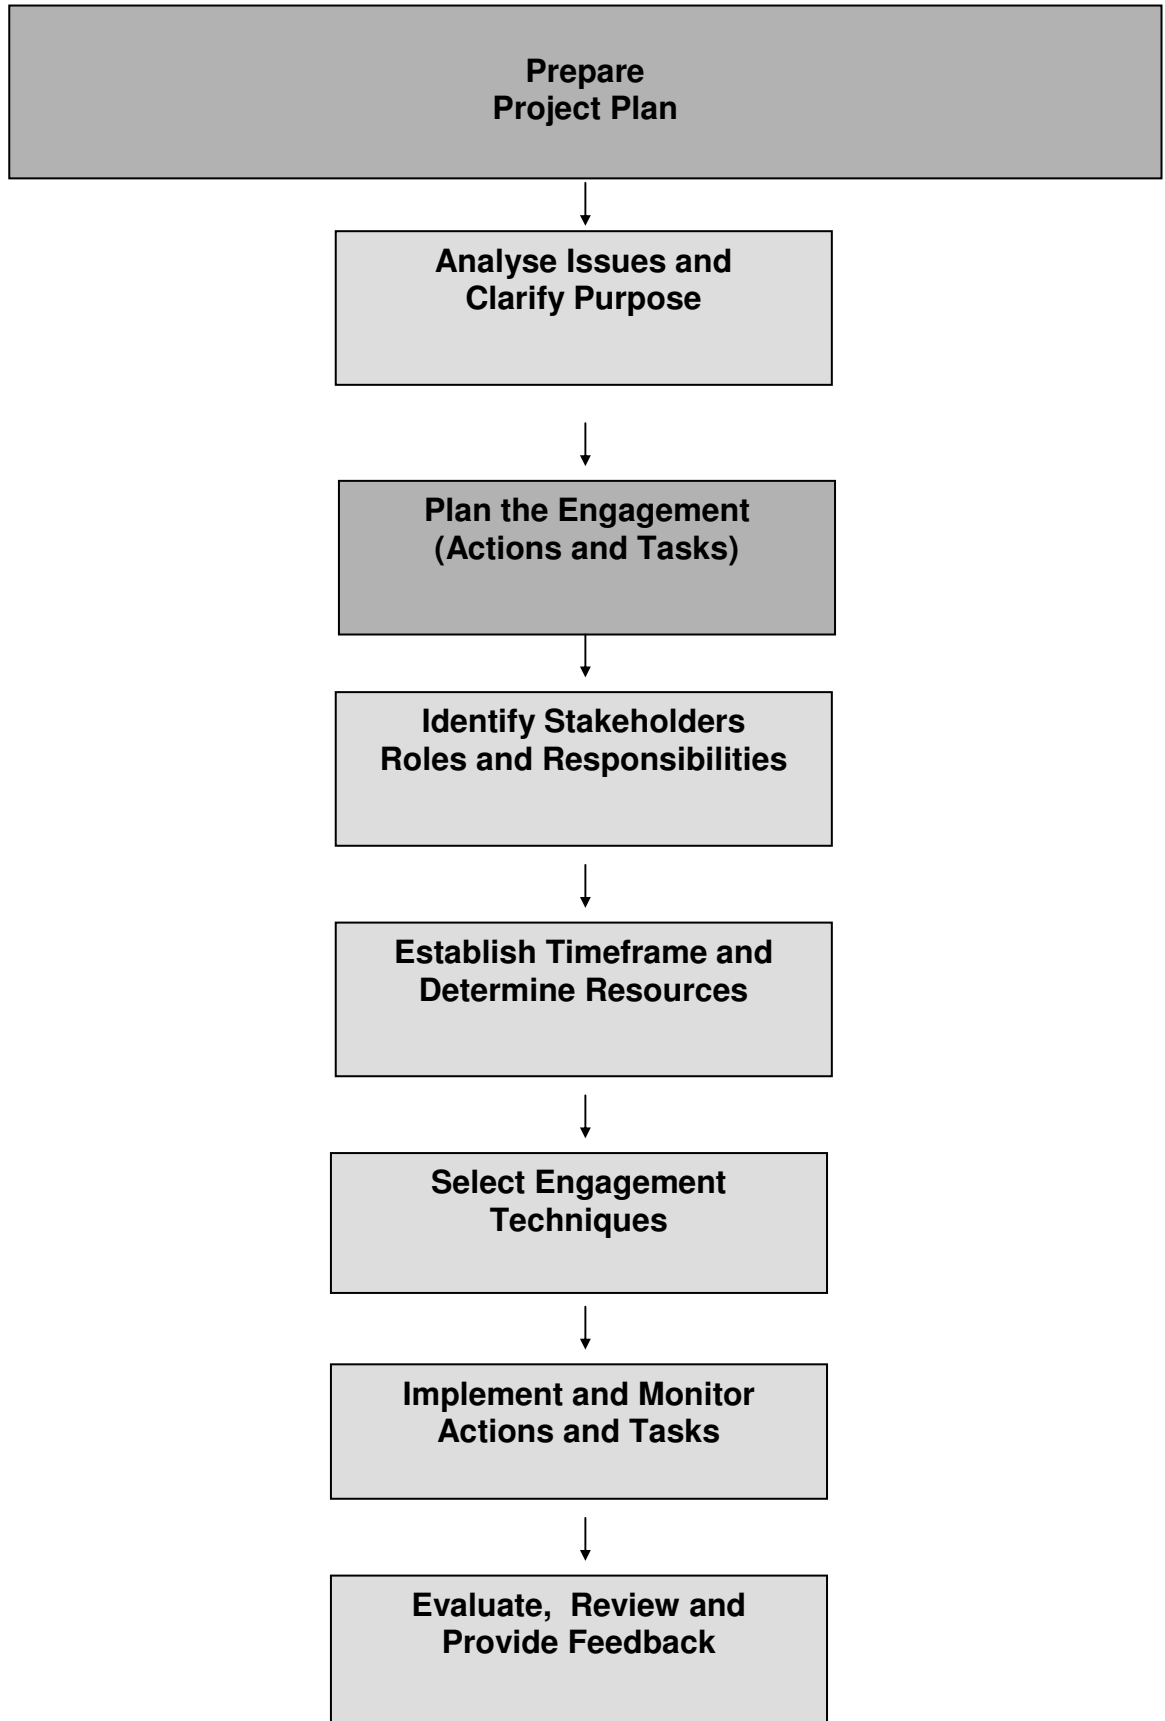 Prepare
Project Plan
Analyse Issues and
Clarify Purpose
Plan the Engagement
(Actions and Tasks)
Identify Stakeholders
Roles and Responsibilities
Establish Timeframe and
Determine Resources
Select Engagement
Techniques
Implement and Monitor
Actions and Tasks
Evaluate,  Review and
Provide Feedback